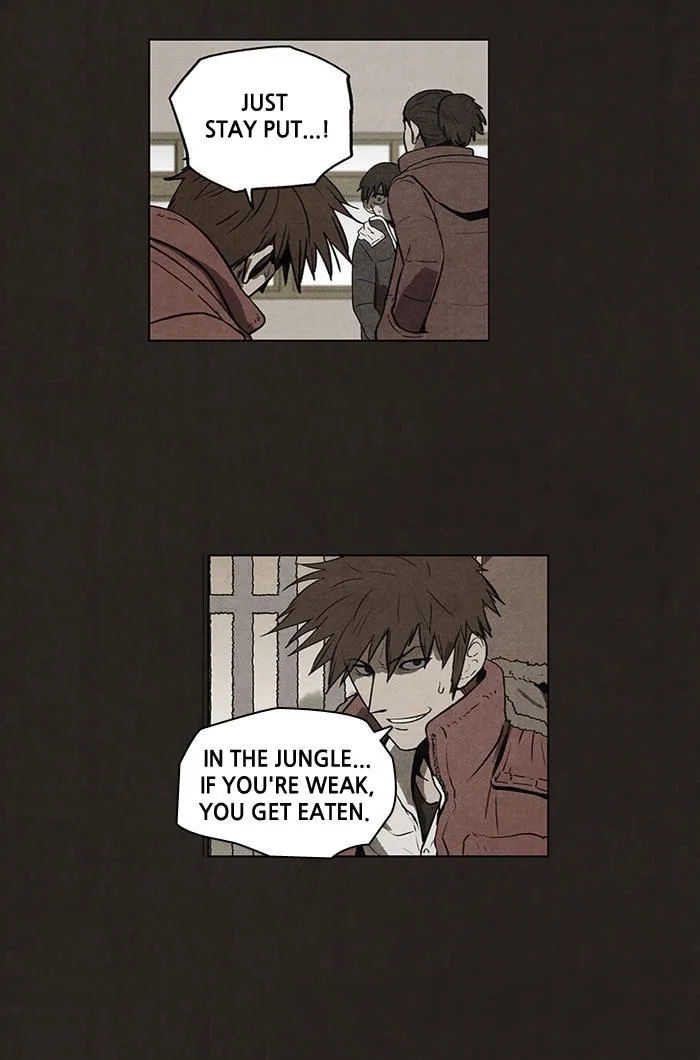 JUST
STAY PUT...!
IN THE JUNGLE...
IF YOU'RE WEAK,
YOU GET EATEN.